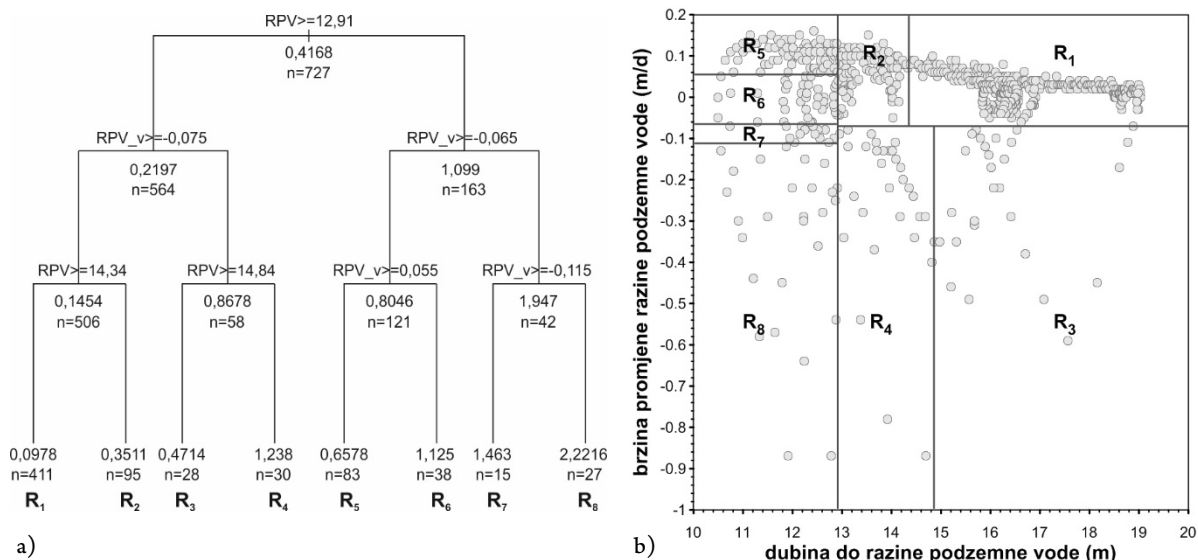 RPV>=12,91
0,4168
n=727
RPV_v>=-0,075
RPV_v>=-0,065
0,2197
n=564
1,099
n=163
RPV>=14,34
RPV>=14,84
RPV_v>=0,055
RPV_v>=-0,115
0,1454
n=506
0,8678
n=58
0,8046
n=121
1,947
n=42
0,0978
n=411
R1
0,3511
n=95
R2
0,4714
n=28
R3
1,238
n=30
R4
0,6578
n=83
R5
1,125
n=38
R6
1,463
n=15
R7
2,2216
n=27
R8
a)
b)
brzina promjene razine podzemne vode (m/d)
0.2
0.1
0
-0.1
-0.2
-0.3
-0.4
-0.5
-0.6
-0.7
-0.8
-0.9
-1
R5
R2
R1
R6
R7
R8
R4
R3
10 11 12 13 14 15 16 17 18 19 20
dubina do razine podzemne vode (m)